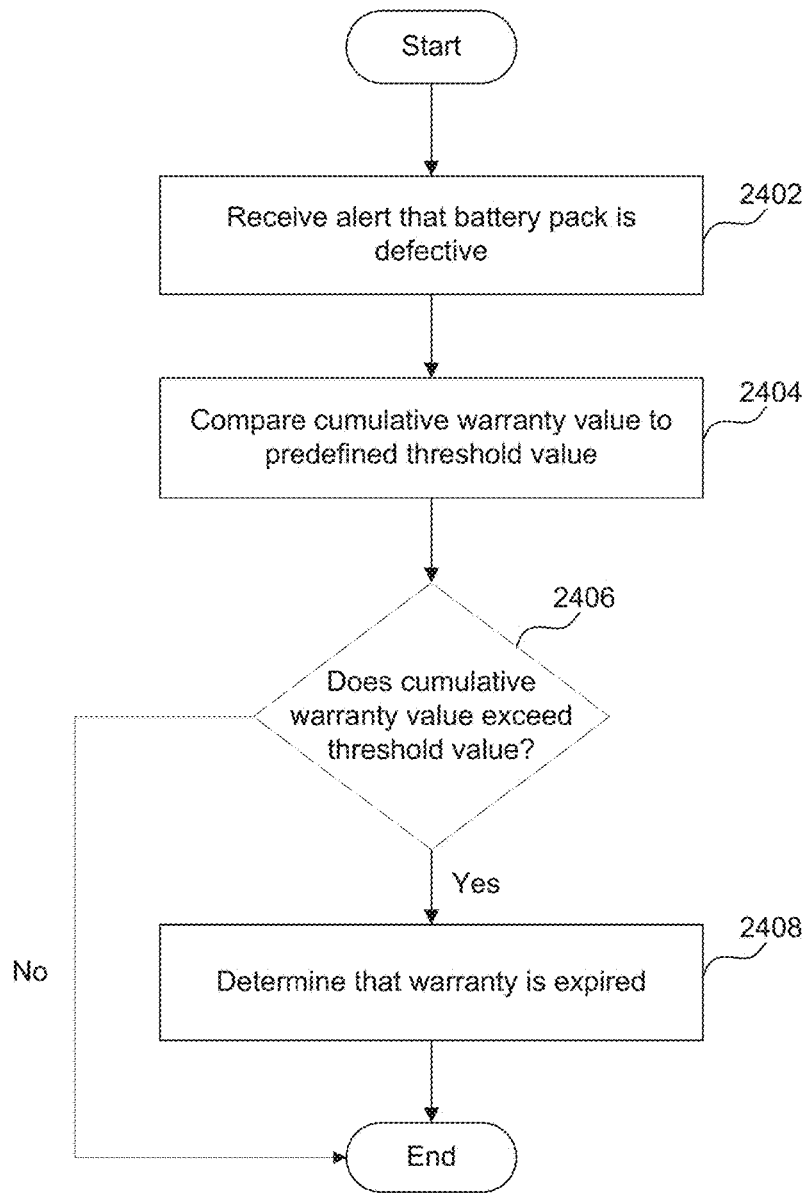 Start
2402
Receive alert that battery pack is
defective
2404
Compare cumulative warranty value to
predefined threshold value
2406
Does cumulative
warranty value exceed
threshold value?
Yes
2408
No
Determine that warranty is expired
End